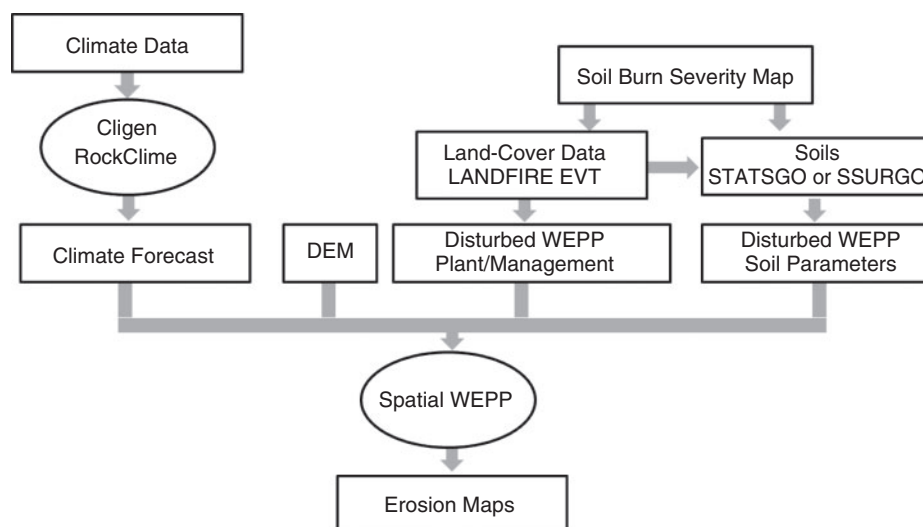 Climate Data
Soil Burn Severity Map
Cligen
RockClime
Land-Cover Data
LANDFIRE EVT
Soils
STATSGO or SSURGO
Climate Forecast
DEM
Disturbed WEPP
Plant/Management
Disturbed WEPP
Soil Parameters
Spatial WEPP
Erosion Maps